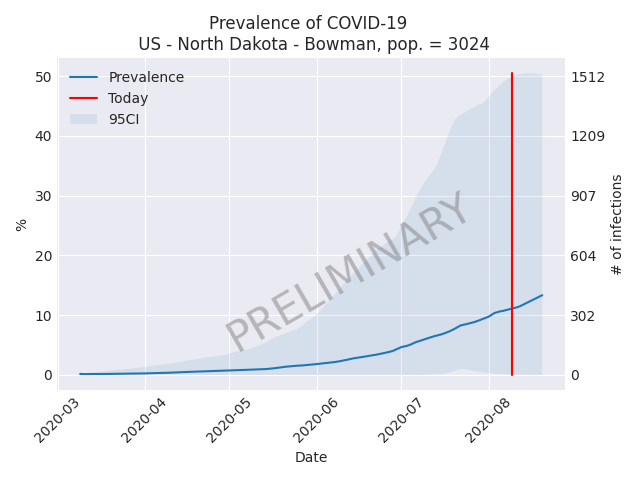 Prevalence of COVID-19
US - North Dakota - Bowman, pop. = 3024
Prevalence
Today
95CI
50
40
30
20
10
0
%
1512
1209
907
604
302
0
# of infections
PRELIMINARY
2020-03
2020-04
2020-05
2020-06
2020-07
2020-08
Date